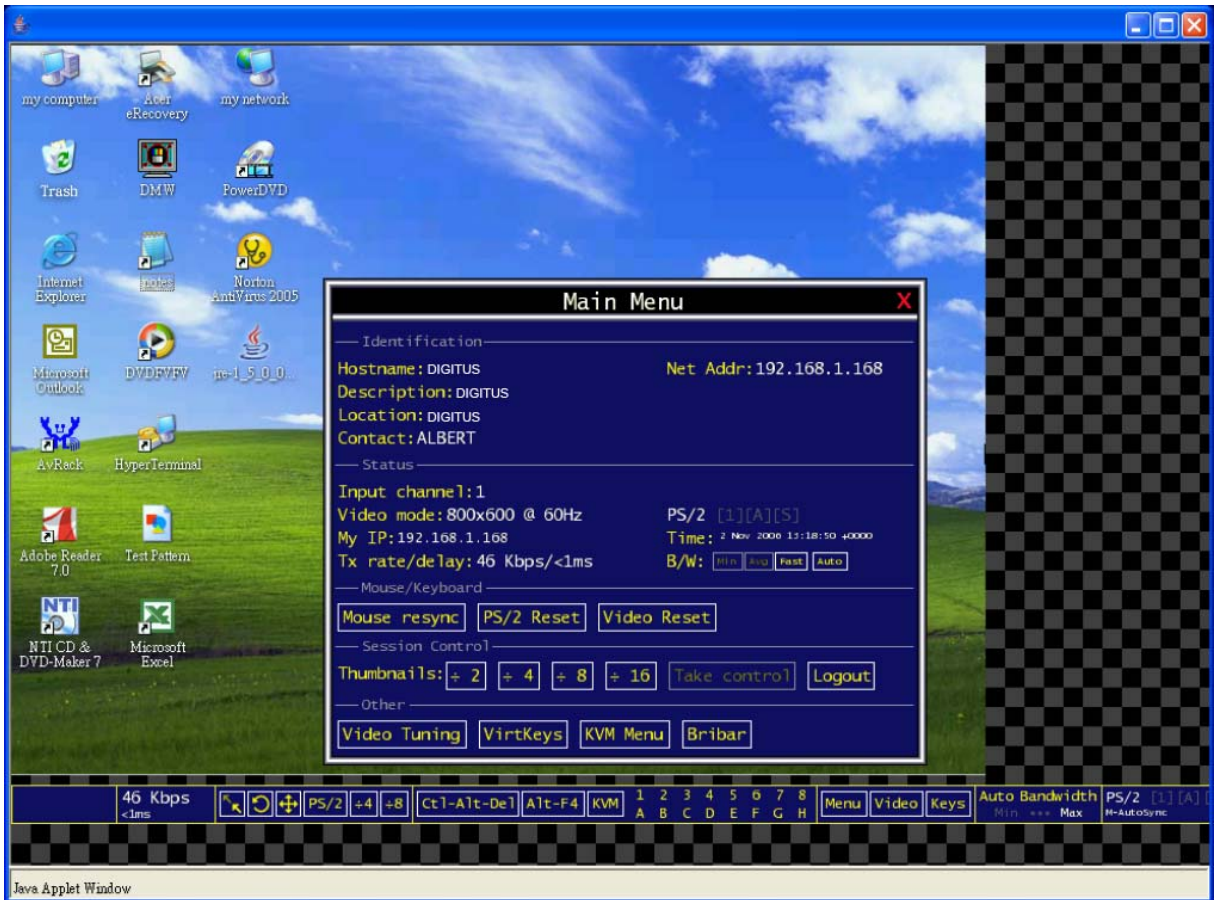 my computer
Acer
eRecovery
my network
Trash
DMW
PowerDVD
Internet
Explorer
notes
Norton
AntiVirus 2005
Microsoft
Outlook
DVDFVFV
jre-1_5_0_0...
AvRack
HyperTerminal
Adobe Reader
7.0
Test Pattern
NTI
NTI CD &
DVD-Maker 7
Microsoft
Excel
Main Menu X
Identification
Hostname: DIGITUS Net Addr:192.168.1.168
Description: DIGITUS
Location: DIGITUS
Contact: ALBERT
Status
Input channel:1
Video mode:800x600 @ 60Hz PS/2 [1][A][S]
My IP:192.168.1.168 Time: 2 Nov 2006 13:18:50 +0000
Tx rate/delay:46 Kbps/<1ms B/W: Min Avg Fast Auto
Mouse/Keyboard
Mouse resync PS/2 Reset Video Reset
Session Control
Thumbnails: ÷ 2 ÷ 4 ÷ 8 ÷ 16 Take control Logout
Other
Video Tuning VirtKeys KVM Menu Bribar
46 Kbps PS/2 ÷4 ÷8 Ctl-Alt-Del Alt-F4 KVM 1 2 3 4 5 6 7 8 Menu Video Keys Auto Bandwidth PS/2 [1][A][
<1ms A B C D E F G H Min Max M-AutoSync
Java Applet Window